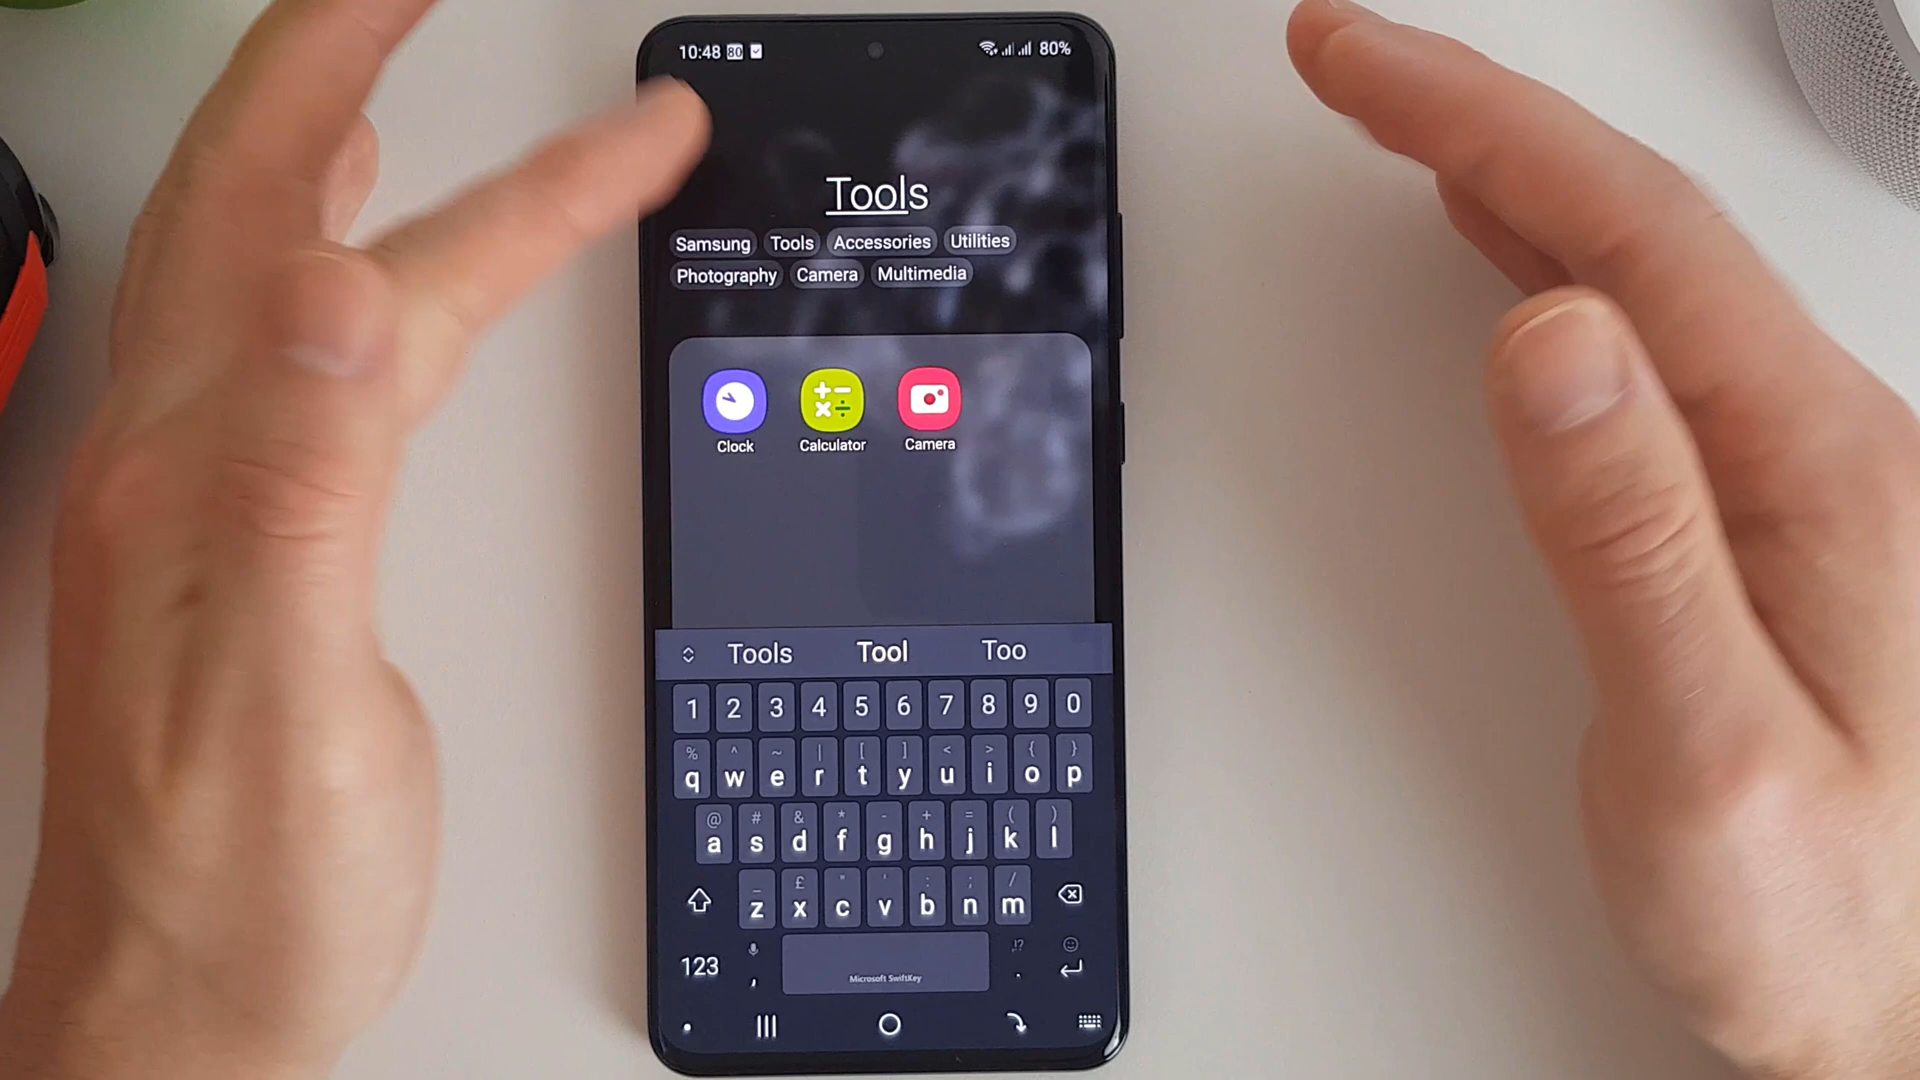 10:48 80 80%
Tools
Samsung Tools Accessories Utilities
Photography Camera Multimedia
Clock Calculator Camera
Tools Tool Too
1 2 3 4 5 6 7 8 9 0
% ^ ~ | [ ] < > { }
q w e r t y u i o p
@ # & * - + = ( )
a s d f g h j k l
_ £ " ' : ; /
z x c v b n m
!?
123 , .
Microsoft SwiftKey